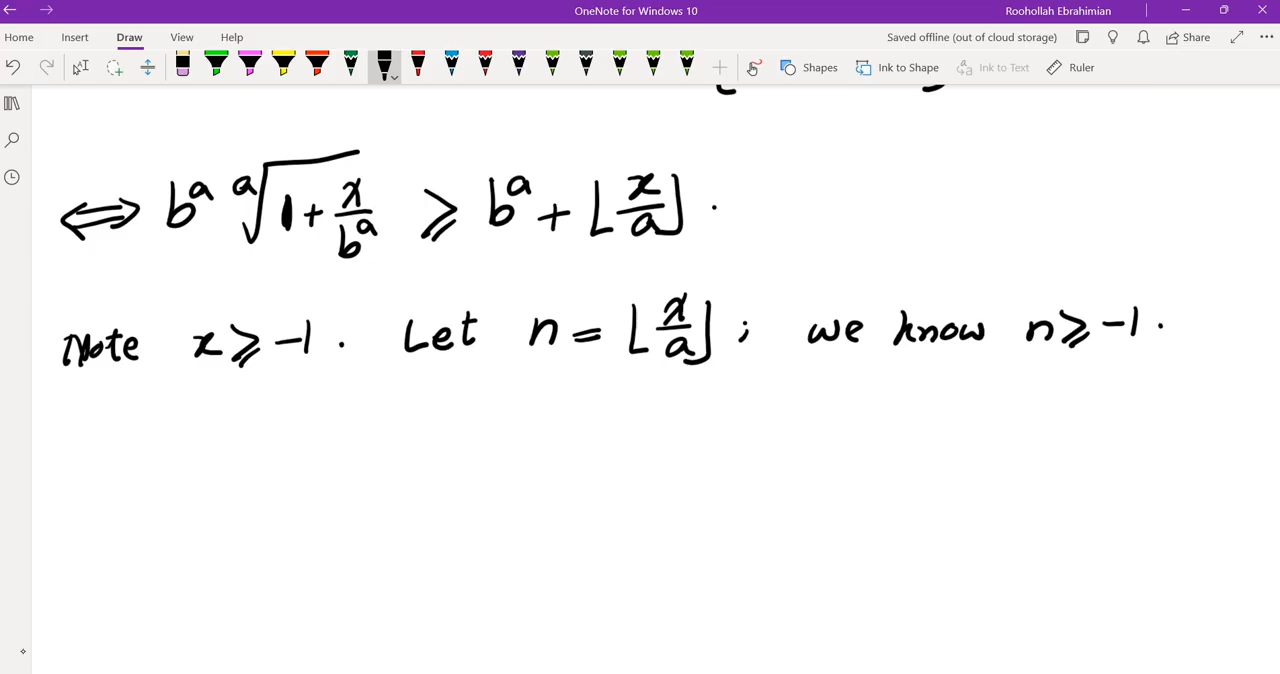 OneNote for Windows 10
Roohollah Ebrahimian
Home Insert Draw View Help
Saved offline (out of cloud storage) Share
Shapes Ink to Shape Ink to Text Ruler
⟺ b^a ᵃ√(1 + x/b^a) ⩾ b^a + ⌊x/a⌋ .
Note x ⩾ -1 . Let n = ⌊x/a⌋ ; we know n ⩾ -1 .